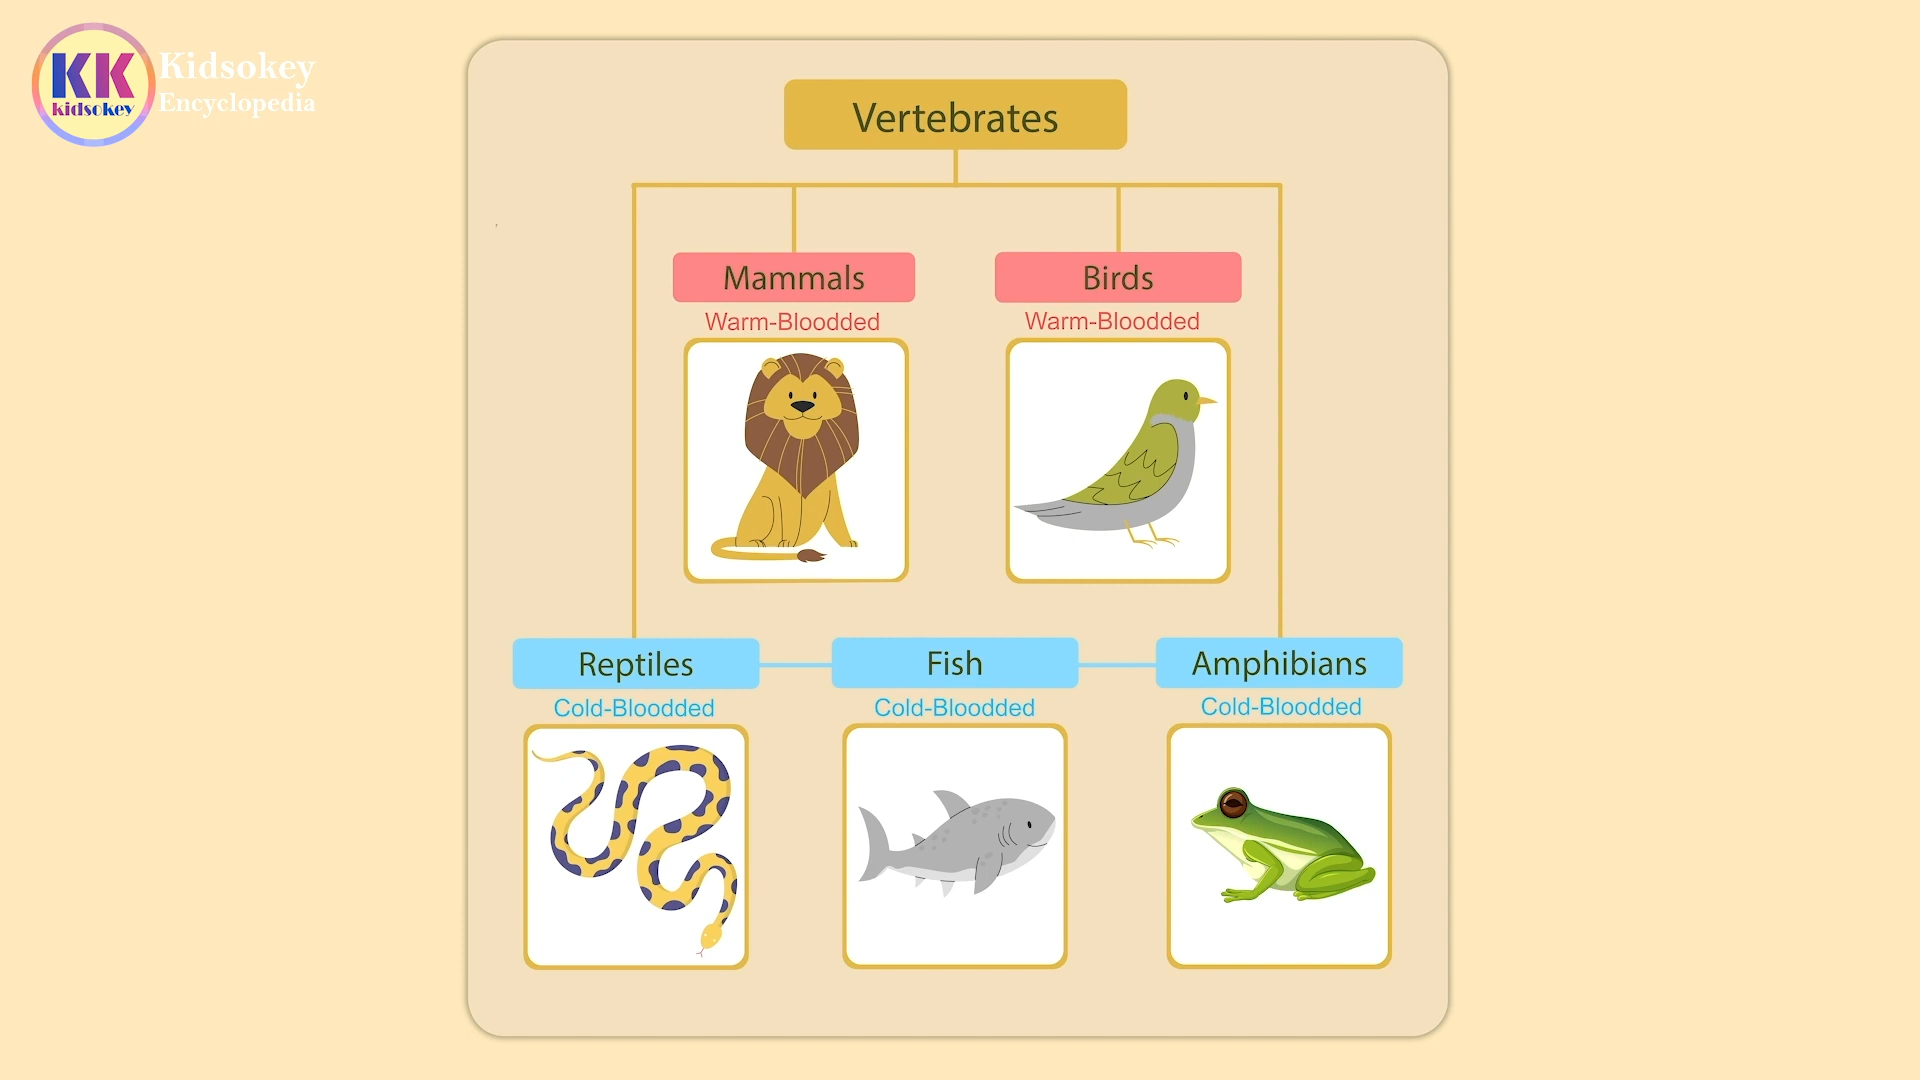 KK
kidsokey
Kidsokey
Encyclopedia
Vertebrates
Mammals
Warm-Bloodded
Birds
Warm-Bloodded
Reptiles
Cold-Bloodded
Fish
Cold-Bloodded
Amphibians
Cold-Bloodded